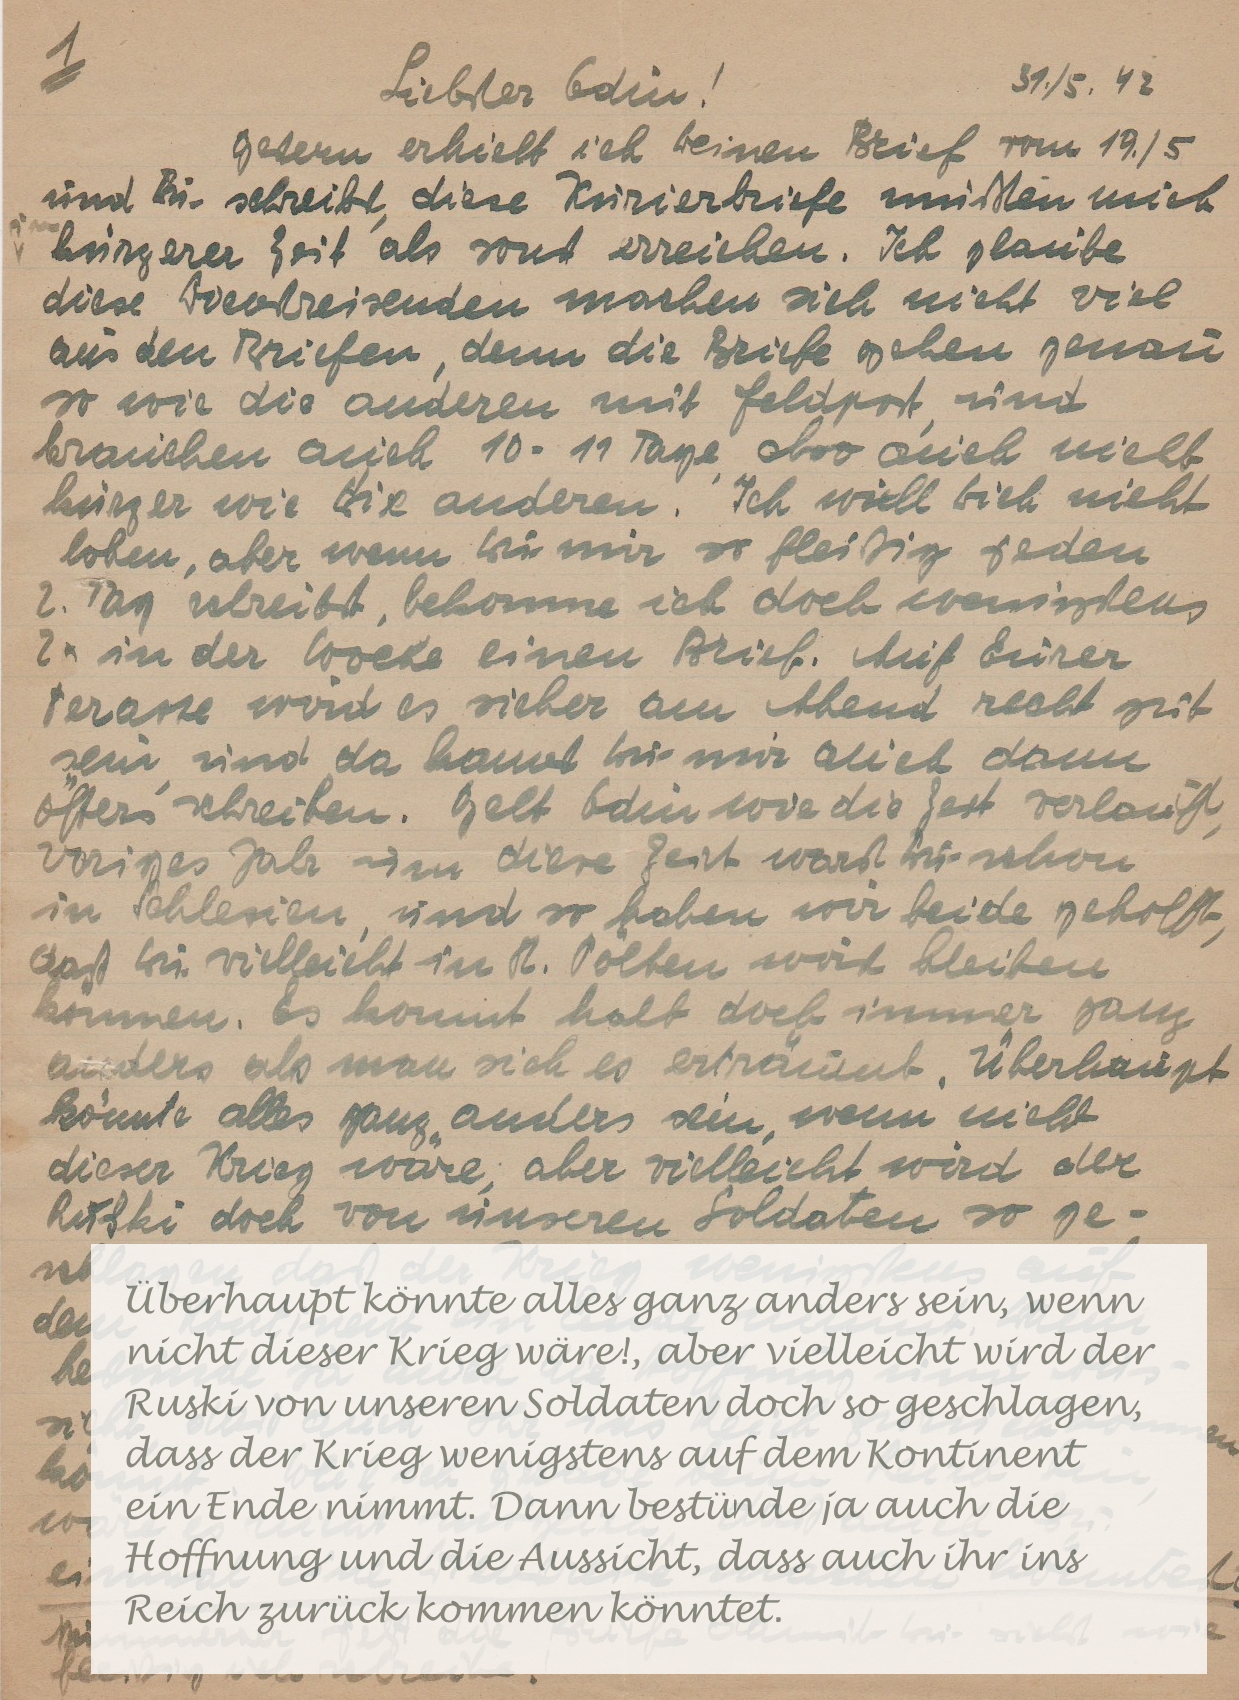 1
Liebster Edin!
31./5. 42
Gestern erhielt ich Deinen Brief vom 19./5
und Du schreibst, diese Kurierbriefe müßten mich
in
kürzerer Zeit als sonst erreichen. Ich glaube
diese Dienstreisenden machen sich nicht viel
aus den Briefen, denn die Briefe gehen genau
so wie die anderen mit Feldpost, und
brauchen auch 10 - 11 Tage, also auch nicht
kürzer wie die anderen. Ich will Dich nicht
loben, aber wenn Du mir so fleißig jeden
2. Tag schreibst, bekomme ich doch wenigstens
2x in der Woche einen Brief. Auf Eurer
Terasse wird es sicher am Abend recht gut
sein, und da kannst Du mir auch dann
"öfters" schreiben. Gelt Edin wie die Zeit verlauft,
voriges Jahr um diese Zeit warst Du schon
in Schlesien, und so haben wir beide gehofft,
daß Du vielleicht in St. Pölten wirst bleiben
können. Es kommt halt doch immer ganz
anders als man sich es erträumt. Überhaupt
könnte alles ganz anders sein, wenn nicht
dieser Krieg wäre, aber vielleicht wird der
Rußki doch von unseren Soldaten so ge-
Überhaupt könnte alles ganz anders sein, wenn
nicht dieser Krieg wäre!, aber vielleicht wird der
Ruski von unseren Soldaten doch so geschlagen,
dass der Krieg wenigstens auf dem Kontinent
ein Ende nimmt. Dann bestünde ja auch die
Hoffnung und die Aussicht, dass auch ihr ins
Reich zurück kommen könntet.